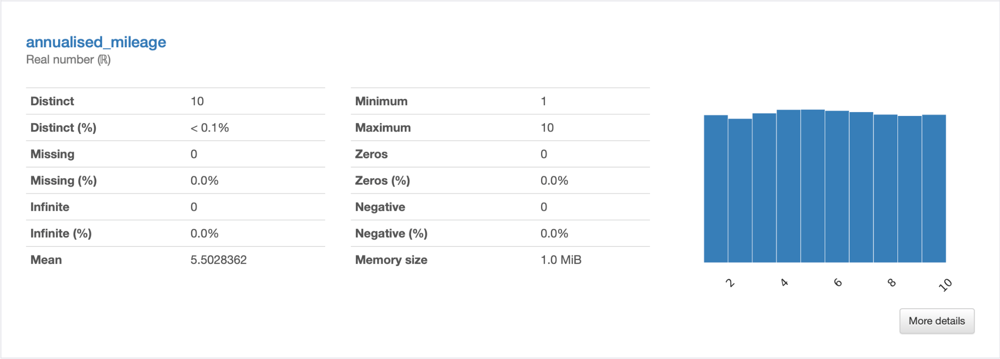 annualised_mileage
Real number (ℝ)
Distinct 10
Distinct (%) < 0.1%
Missing 0
Missing (%) 0.0%
Infinite 0
Infinite (%) 0.0%
Mean 5.5028362
Minimum 1
Maximum 10
Zeros 0
Zeros (%) 0.0%
Negative 0
Negative (%) 0.0%
Memory size 1.0 MiB
2 4 6 8 10
More details